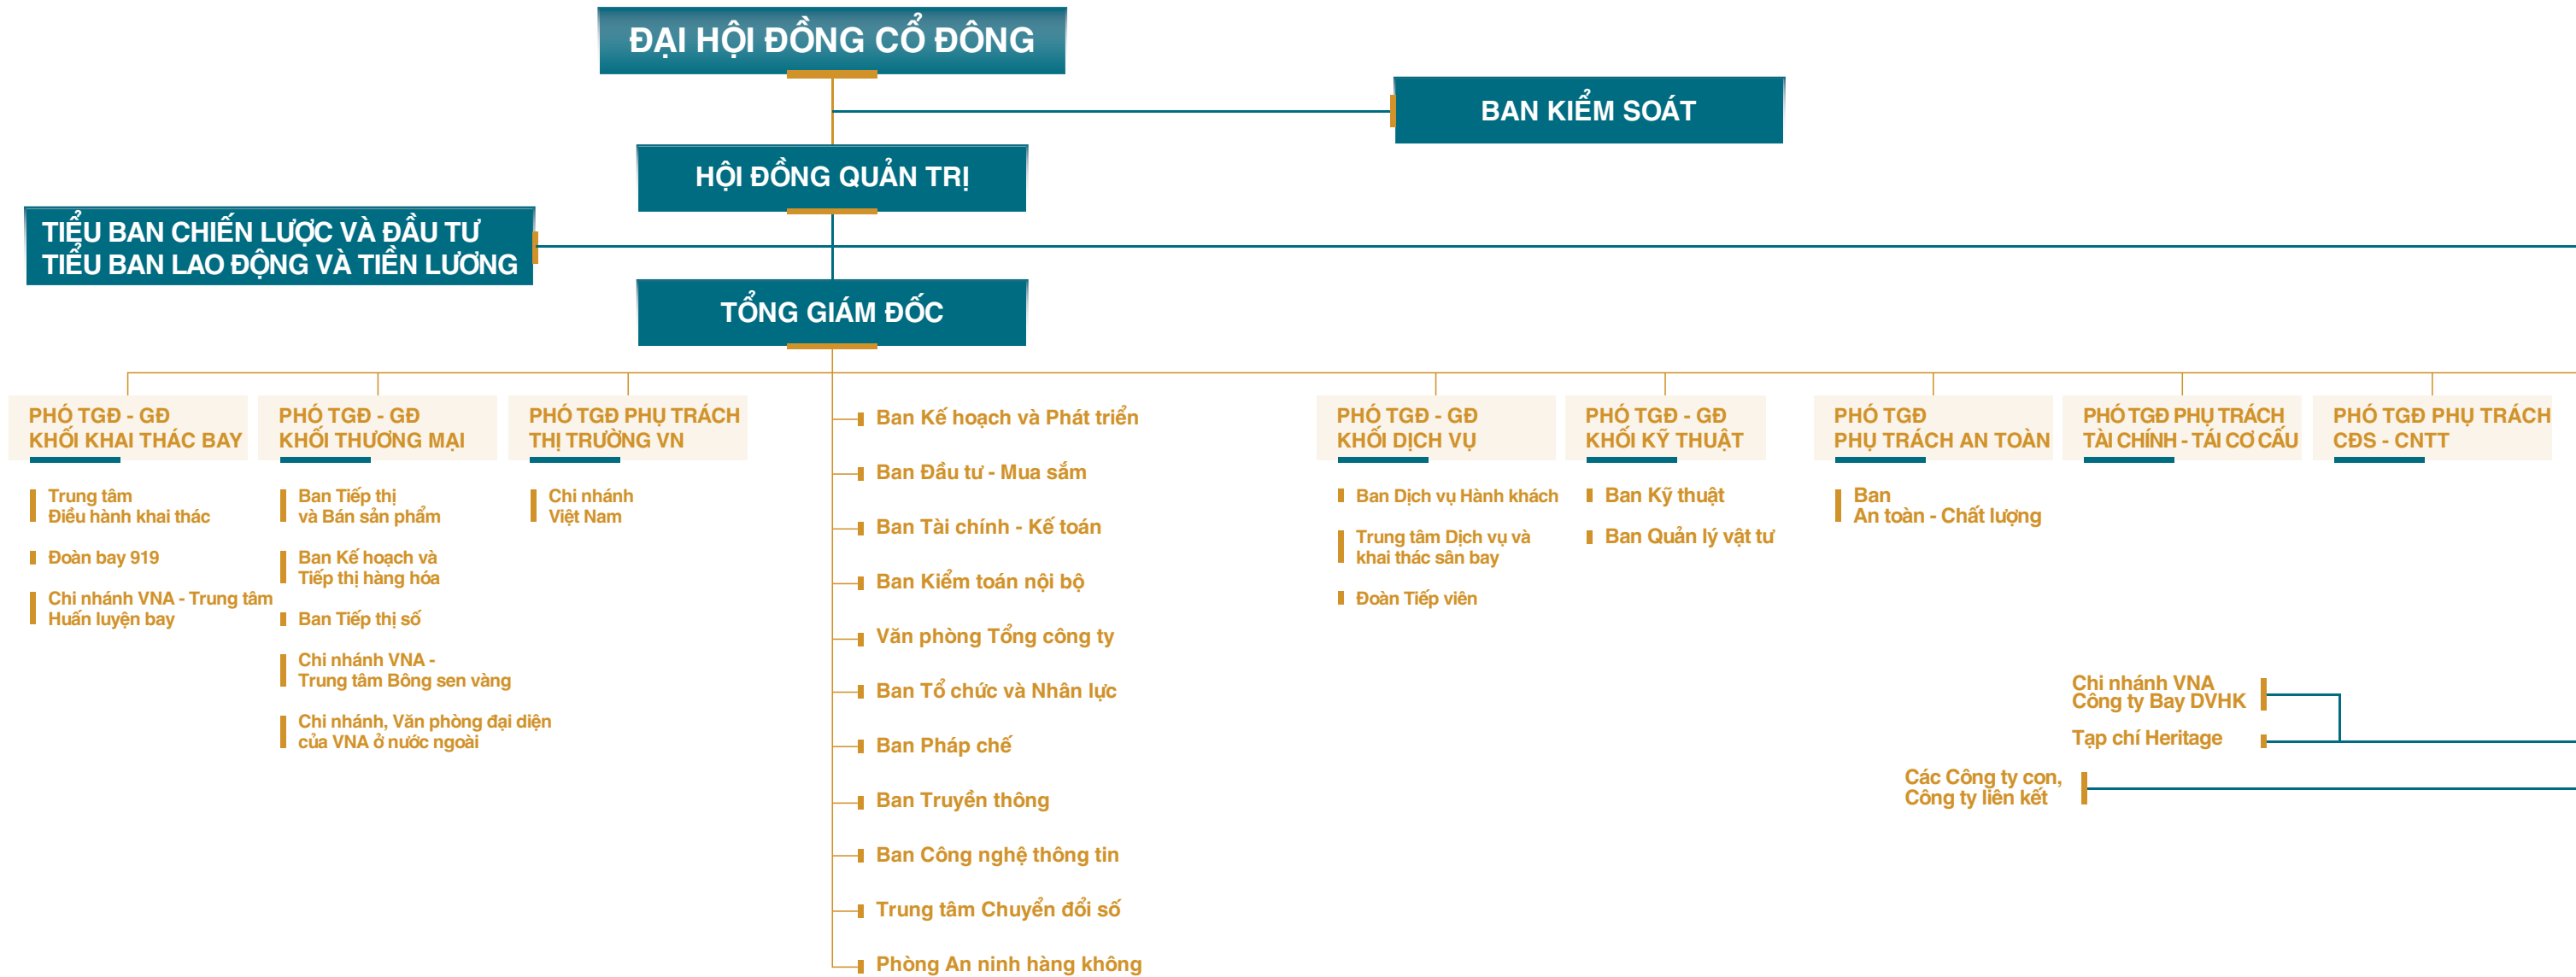 ĐẠI HỘI ĐỒNG CỔ ĐÔNG
BAN KIỂM SOÁT
HỘI ĐỒNG QUẢN TRỊ
TIỂU BAN CHIẾN LƯỢC VÀ ĐẦU TƯ
TIỂU BAN LAO ĐỘNG VÀ TIỀN LƯƠNG
TỔNG GIÁM ĐỐC
PHÓ TGĐ - GĐ
KHỐI KHAI THÁC BAY
Trung tâm
Điều hành khai thác
Đoàn bay 919
Chi nhánh VNA - Trung tâm
Huấn luyện bay
PHÓ TGĐ - GĐ
KHỐI THƯƠNG MẠI
Ban Tiếp thị
và Bán sản phẩm
Ban Kế hoạch và
Tiếp thị hàng hóa
Ban Tiếp thị số
Chi nhánh VNA -
Trung tâm Bông sen vàng
Chi nhánh, Văn phòng đại diện
của VNA ở nước ngoài
PHÓ TGĐ PHỤ TRÁCH
THỊ TRƯỜNG VN
Chi nhánh
Việt Nam
Ban Kế hoạch và Phát triển
Ban Đầu tư - Mua sắm
Ban Tài chính - Kế toán
Ban Kiểm toán nội bộ
Văn phòng Tổng công ty
Ban Tổ chức và Nhân lực
Ban Pháp chế
Ban Truyền thông
Ban Công nghệ thông tin
Trung tâm Chuyển đổi số
Phòng An ninh hàng không
PHÓ TGĐ - GĐ
KHỐI DỊCH VỤ
Ban Dịch vụ Hành khách
Trung tâm Dịch vụ và
khai thác sân bay
Đoàn Tiếp viên
PHÓ TGĐ - GĐ
KHỐI KỸ THUẬT
Ban Kỹ thuật
Ban Quản lý vật tư
PHÓ TGĐ
PHỤ TRÁCH AN TOÀN
Ban
An toàn - Chất lượng
PHÓ TGĐ PHỤ TRÁCH
TÀI CHÍNH - TÁI CƠ CẤU
PHÓ TGĐ PHỤ TRÁCH
CĐS - CNTT
Chi nhánh VNA
Công ty Bay DVHK
Tạp chí Heritage
Các Công ty con,
Công ty liên kết